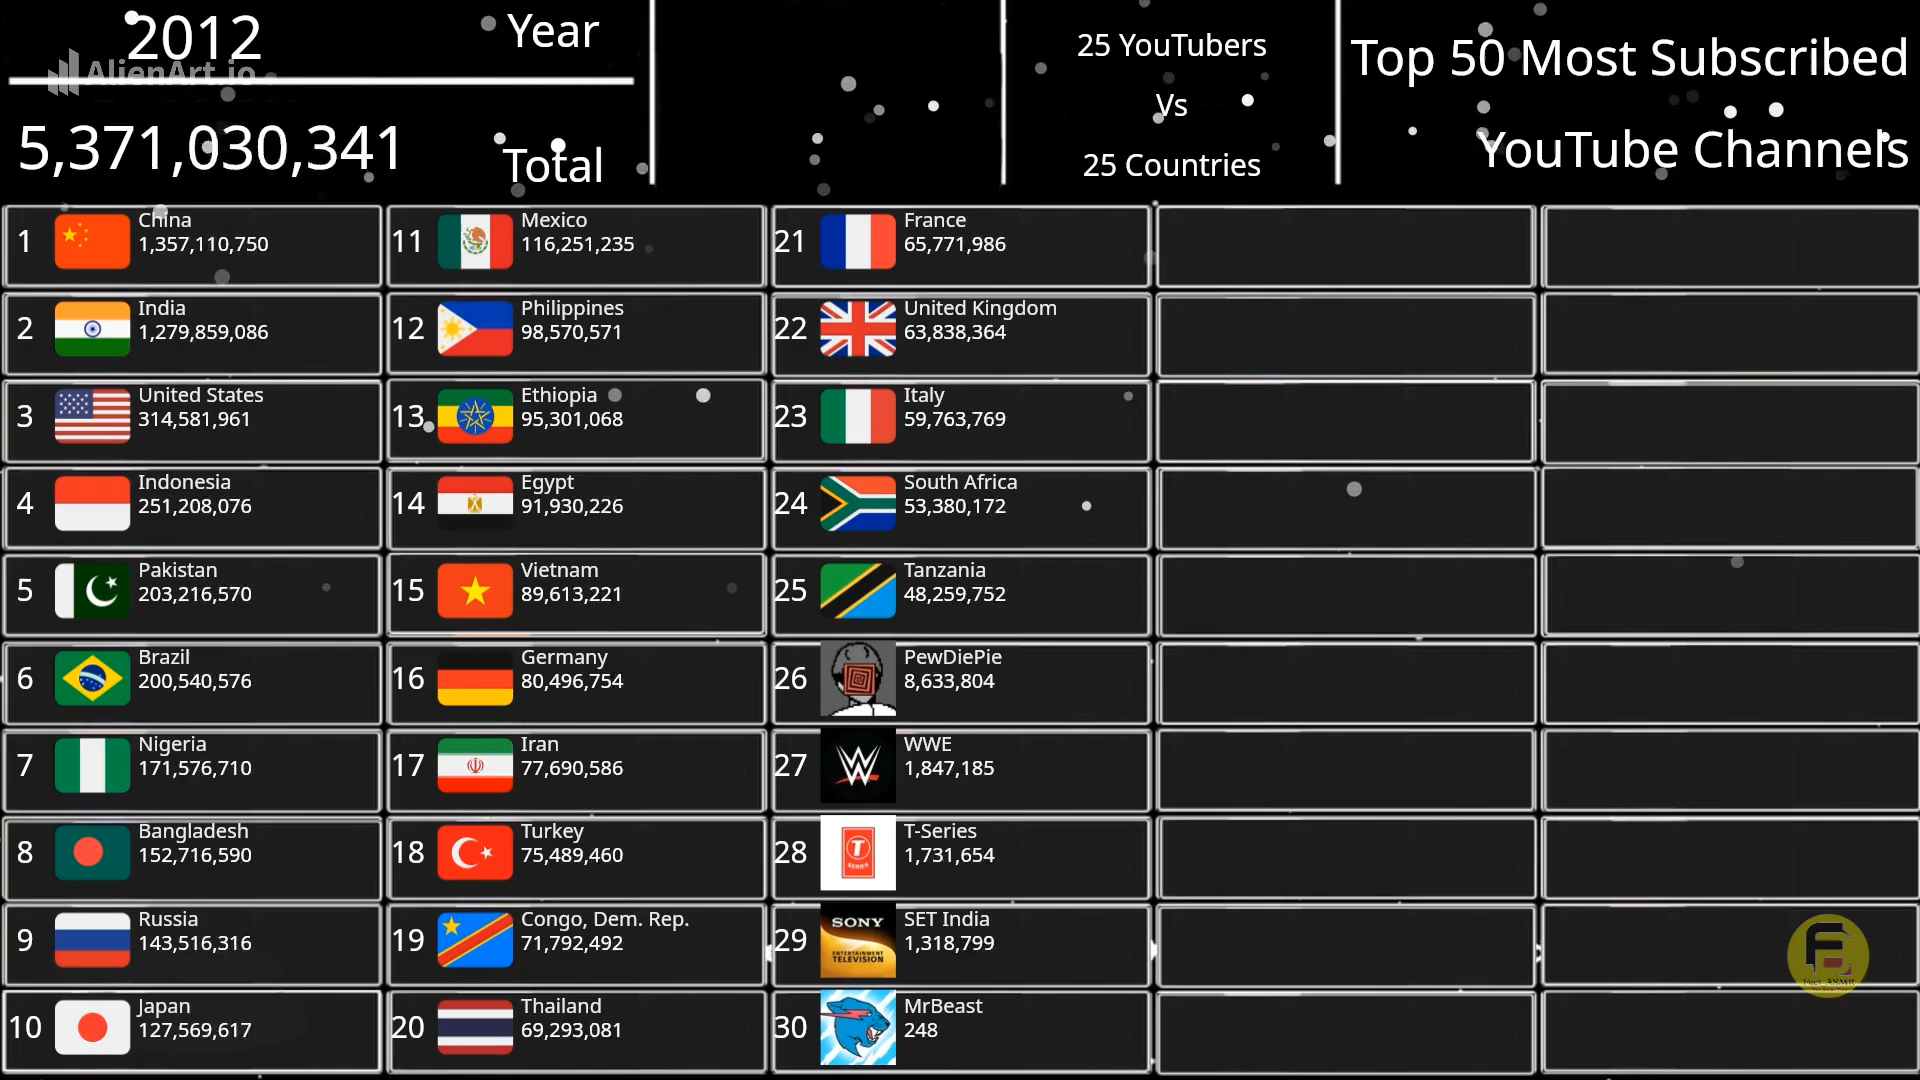 2012
Year
AlienArt.io
5,371,030,341
Total
25 YouTubers
Vs
25 Countries
Top 50 Most Subscribed
YouTube Channels
1
China
1,357,110,750
2
India
1,279,859,086
3
United States
314,581,961
4
Indonesia
251,208,076
5
Pakistan
203,216,570
6
Brazil
200,540,576
7
Nigeria
171,576,710
8
Bangladesh
152,716,590
9
Russia
143,516,316
10
Japan
127,569,617
11
Mexico
116,251,235
12
Philippines
98,570,571
13
Ethiopia
95,301,068
14
Egypt
91,930,226
15
Vietnam
89,613,221
16
Germany
80,496,754
17
Iran
77,690,586
18
Turkey
75,489,460
19
Congo, Dem. Rep.
71,792,492
20
Thailand
69,293,081
21
France
65,771,986
22
United Kingdom
63,838,364
23
Italy
59,763,769
24
South Africa
53,380,172
25
Tanzania
48,259,752
26
PewDiePie
8,633,804
27
W
WWE
1,847,185
28
T
SERIES
T-Series
1,731,654
29
SONY
ENTERTAINMENT
TELEVISION
SET India
1,318,799
30
MrBeast
248
Fact ASMR